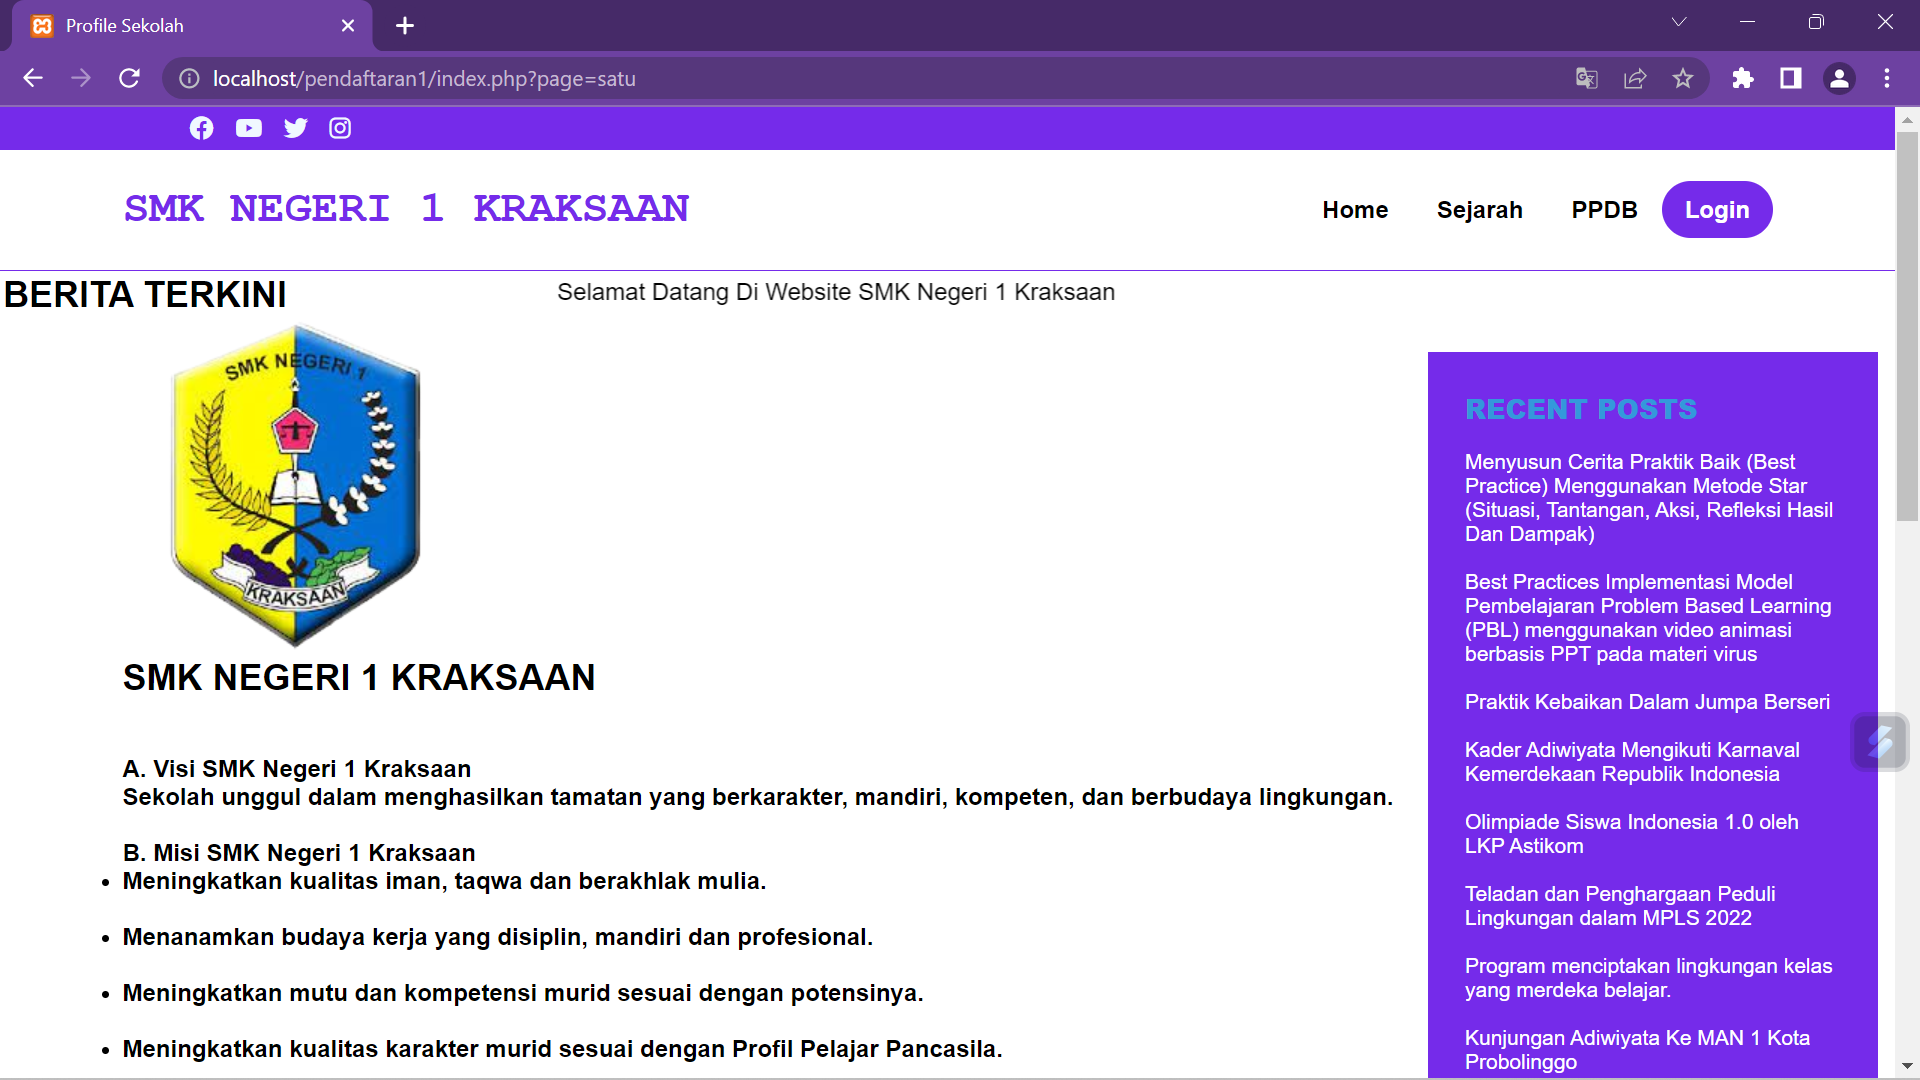 Profile Sekolah
localhost/pendaftaran1/index.php?page=satu
SMK NEGERI 1 KRAKSAAN
Home
Sejarah
PPDB
Login
BERITA TERKINI
Selamat Datang Di Website SMK Negeri 1 Kraksaan
SMK NEGERI 1
KRAKSAAN
SMK NEGERI 1 KRAKSAAN
A. Visi SMK Negeri 1 Kraksaan
Sekolah unggul dalam menghasilkan tamatan yang berkarakter, mandiri, kompeten, dan berbudaya lingkungan.
B. Misi SMK Negeri 1 Kraksaan
• Meningkatkan kualitas iman, taqwa dan berakhlak mulia.
• Menanamkan budaya kerja yang disiplin, mandiri dan profesional.
• Meningkatkan mutu dan kompetensi murid sesuai dengan potensinya.
• Meningkatkan kualitas karakter murid sesuai dengan Profil Pelajar Pancasila.
RECENT POSTS
Menyusun Cerita Praktik Baik (Best
Practice) Menggunakan Metode Star
(Situasi, Tantangan, Aksi, Refleksi Hasil
Dan Dampak)
Best Practices Implementasi Model
Pembelajaran Problem Based Learning
(PBL) menggunakan video animasi
berbasis PPT pada materi virus
Praktik Kebaikan Dalam Jumpa Berseri
Kader Adiwiyata Mengikuti Karnaval
Kemerdekaan Republik Indonesia
Olimpiade Siswa Indonesia 1.0 oleh
LKP Astikom
Teladan dan Penghargaan Peduli
Lingkungan dalam MPLS 2022
Program menciptakan lingkungan kelas
yang merdeka belajar.
Kunjungan Adiwiyata Ke MAN 1 Kota
Probolinggo